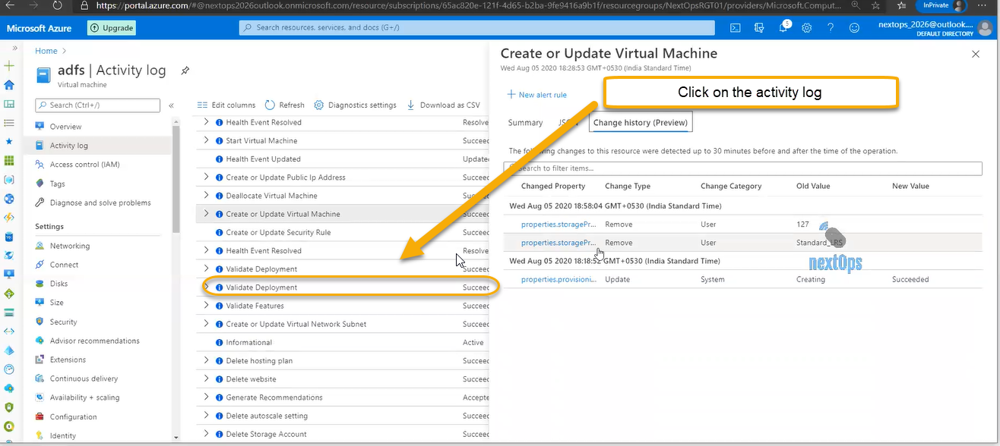 https://portal.azure.com/#@nextops2026outlook.onmicrosoft.com/resource/subscriptions/65ac820e-121f-4d65-b2ba-9fe9416a9b1f/resourcegroups/NextOpsRGT01/providers/Microsoft.Comput...
InPrivate
Microsoft Azure
Upgrade
Search resources, services, and docs (G+/)
5
nextops_2026@outlook....
DEFAULT DIRECTORY
Home
adfs | Activity log
Virtual machine
Search (Ctrl+/)
Overview
Activity log
Access control (IAM)
Tags
Diagnose and solve problems
Settings
Networking
Connect
Disks
Size
Security
Advisor recommendations
Extensions
Continuous delivery
Availability + scaling
Configuration
Identity
Edit columns
Refresh
Diagnostics settings
Download as CSV
Health Event Resolved Resolve
Start Virtual Machine Succeed
Health Event Updated Updated
Create or Update Public Ip Address Succeed
Deallocate Virtual Machine Succeed
Create or Update Virtual Machine Succeed
Create or Update Security Rule Succeed
Health Event Resolved Resolve
Validate Deployment Succeed
Validate Deployment Succeed
Validate Features Succeed
Create or Update Virtual Network Subnet Succeed
Informational Active
Delete hosting plan Succeed
Delete website Succeed
Generate Recommendations Accepte
Delete autoscale setting Succeed
Delete Storage Account Succeed
Create or Update Virtual Machine
Wed Aug 05 2020 18:28:53 GMT+0530 (India Standard Time)
New alert rule
Click on the activity log
Summary
JSON
Change history (Preview)
The following changes to this resource were detected up to 30 minutes before and after the time of the operation.
Search to filter items...
Changed Property Change Type Change Category Old Value New Value
Wed Aug 05 2020 18:58:04 GMT+0530 (India Standard Time)
properties.storagePr... Remove User 127
properties.storagePr... Remove User Standard_LRS
Wed Aug 05 2020 18:18:52 GMT+0530 (India Standard Time)
nextOps
properties.provisioni... Update System Creating Succeeded